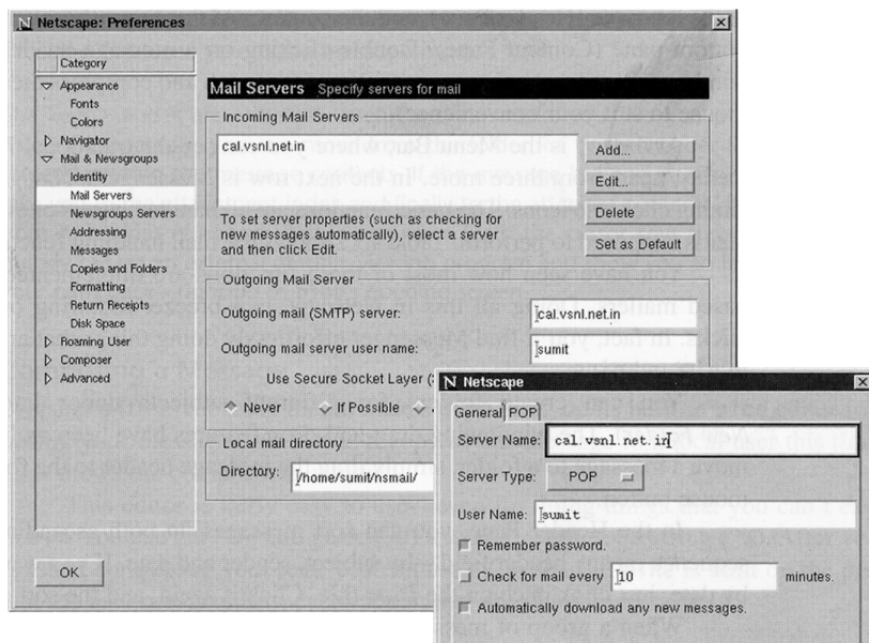 Netscape: Preferences
Category
Appearance
Fonts
Colors
Navigator
Mail & Newsgroups
Identity
Mail Servers
Newsgroups Servers
Addressing
Messages
Copies and Folders
Formatting
Return Receipts
Disk Space
Roaming User
Composer
Advanced
OK
Mail Servers Specify servers for mail
Incoming Mail Servers
cal.vsnl.net.in
Add...
Edit...
Delete
Set as Default
To set server properties (such as checking for
new messages automatically), select a server
and then click Edit.
Outgoing Mail Server
Outgoing mail (SMTP) server: cal.vsnl.net.in
Outgoing mail server user name: sumit
Use Secure Socket Layer
Never If Possible
Local mail directory
Directory: /home/sumit/nsmail/
Netscape
General POP
Server Name: cal.vsnl.net.in
Server Type: POP
User Name: sumit
Remember password.
Check for mail every 10 minutes.
Automatically download any new messages.